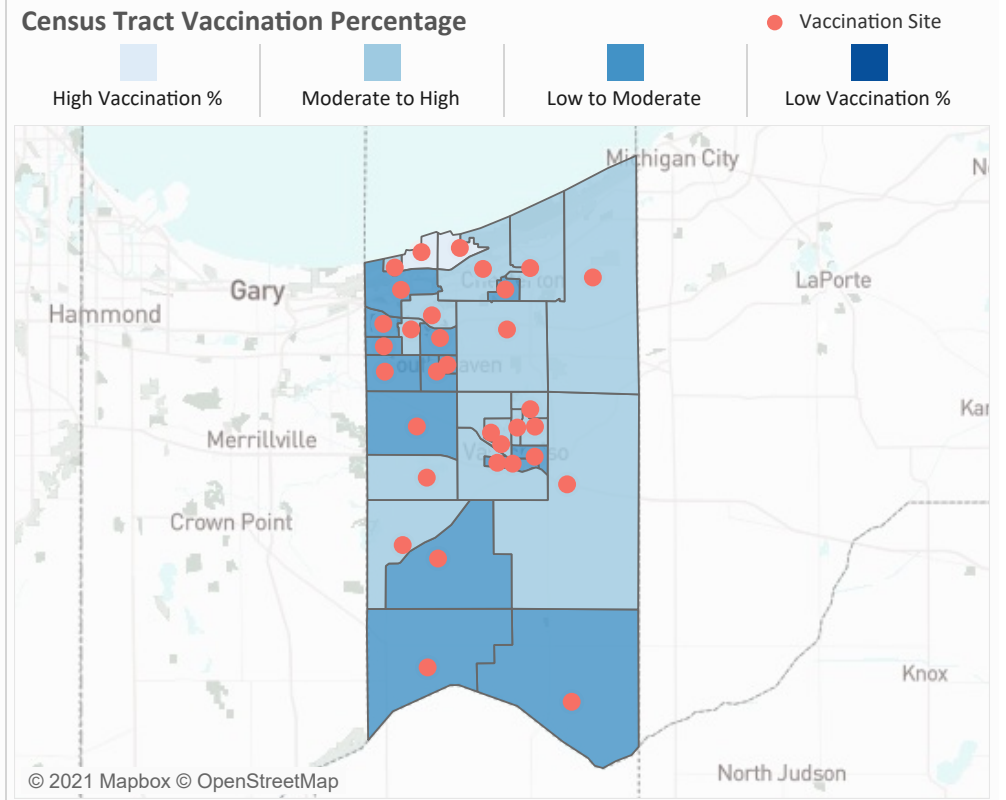 Census Tract Vaccination Percentage
Vaccination Site
High Vaccination %
Moderate to High
Low to Moderate
Low Vaccination %
Michigan City
Gary
LaPorte
Hammond
Merrillville
Crown Point
Knox
North Judson
© 2021 Mapbox © OpenStreetMap